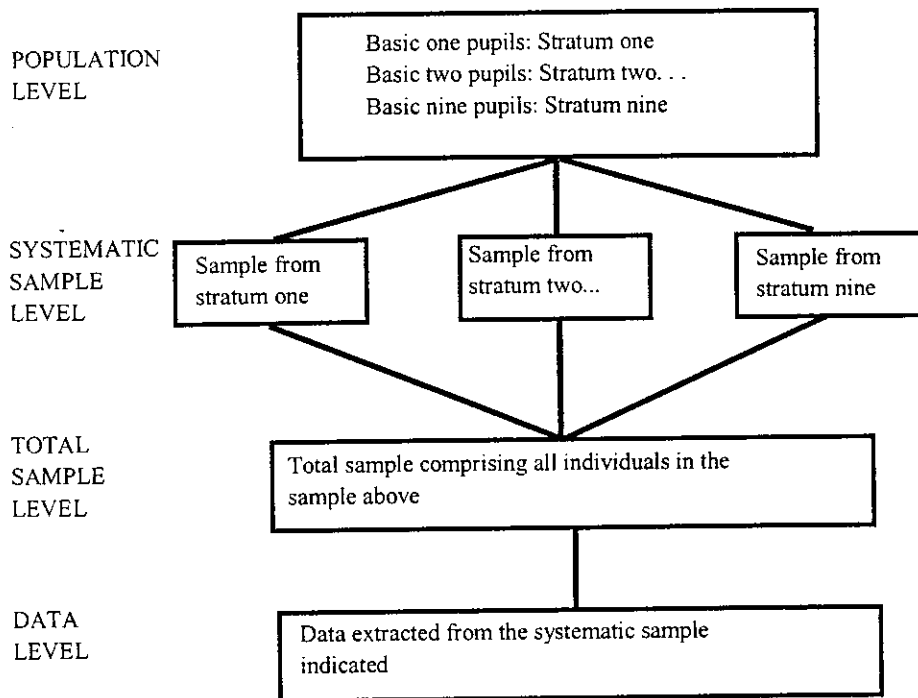 POPULATION
LEVEL
Basic one pupils: Stratum one
Basic two pupils: Stratum two. . .
Basic nine pupils: Stratum nine
SYSTEMATIC
SAMPLE
LEVEL
Sample from
stratum one
Sample from
stratum two...
Sample from
stratum nine
TOTAL
SAMPLE
LEVEL
Total sample comprising all individuals in the
sample above
DATA
LEVEL
Data extracted from the systematic sample
indicated